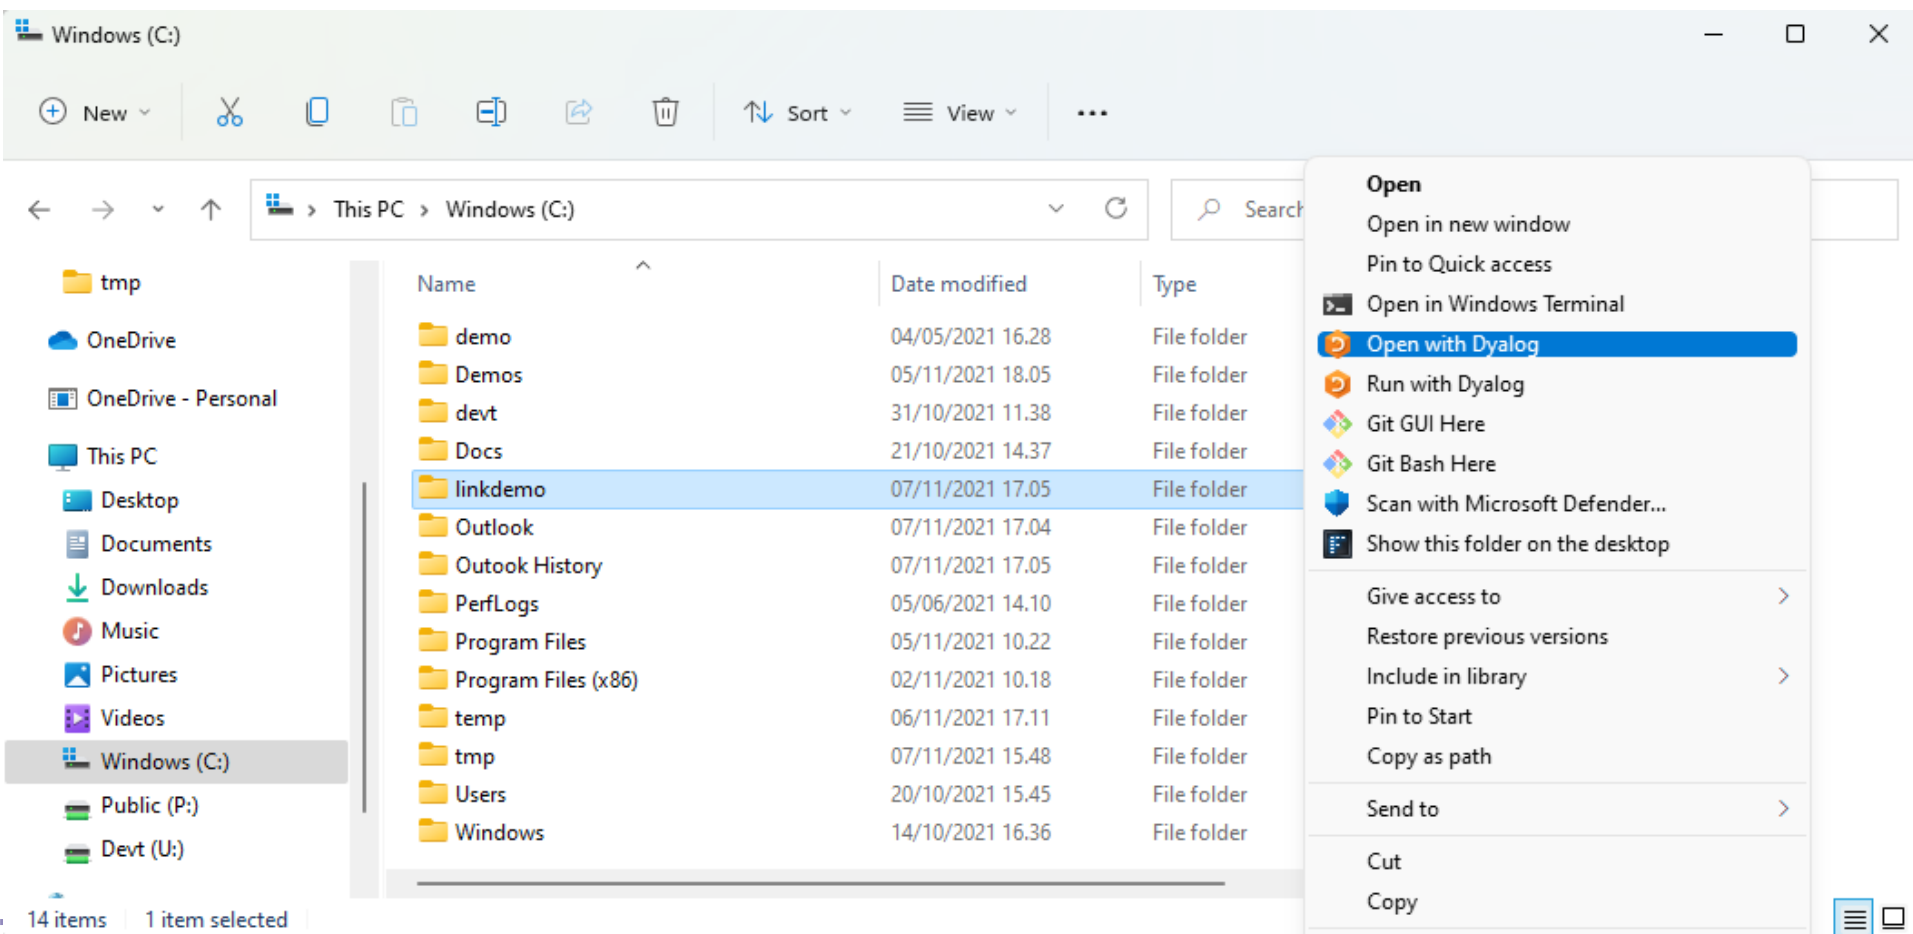 Windows (C:)
New
Sort
View
This PC > Windows (C:)
Search
tmp
OneDrive
OneDrive - Personal
This PC
Desktop
Documents
Downloads
Music
Pictures
Videos
Windows (C:)
Public (P:)
Devt (U:)
Name Date modified Type
demo 04/05/2021 16.28 File folder
Demos 05/11/2021 18.05 File folder
devt 31/10/2021 11.38 File folder
Docs 21/10/2021 14.37 File folder
linkdemo 07/11/2021 17.05 File folder
Outlook 07/11/2021 17.04 File folder
Outook History 07/11/2021 17.05 File folder
PerfLogs 05/06/2021 14.10 File folder
Program Files 05/11/2021 10.22 File folder
Program Files (x86) 02/11/2021 10.18 File folder
temp 06/11/2021 17.11 File folder
tmp 07/11/2021 15.48 File folder
Users 20/10/2021 15.45 File folder
Windows 14/10/2021 16.36 File folder
Open
Open in new window
Pin to Quick access
Open in Windows Terminal
Open with Dyalog
Run with Dyalog
Git GUI Here
Git Bash Here
Scan with Microsoft Defender...
Show this folder on the desktop
Give access to
Restore previous versions
Include in library
Pin to Start
Copy as path
Send to
Cut
Copy
14 items 1 item selected